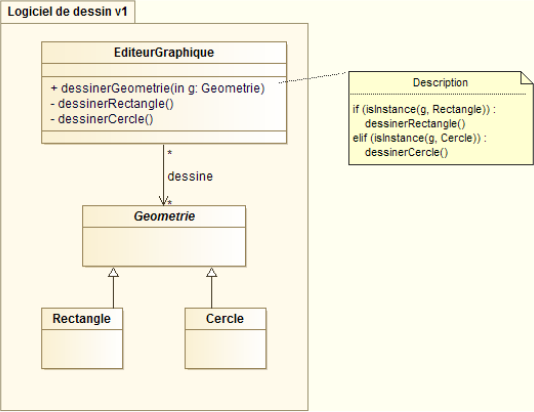 Logiciel de dessin v1
EditeurGraphique
+ dessinerGeometrie(in g: Geometrie)
- dessinerRectangle()
- dessinerCercle()
Description
if (isInstance(g, Rectangle)) :
dessinerRectangle()
elif (isInstance(g, Cercle)) :
dessinerCercle()
*
dessine
*
Geometrie
Rectangle
Cercle